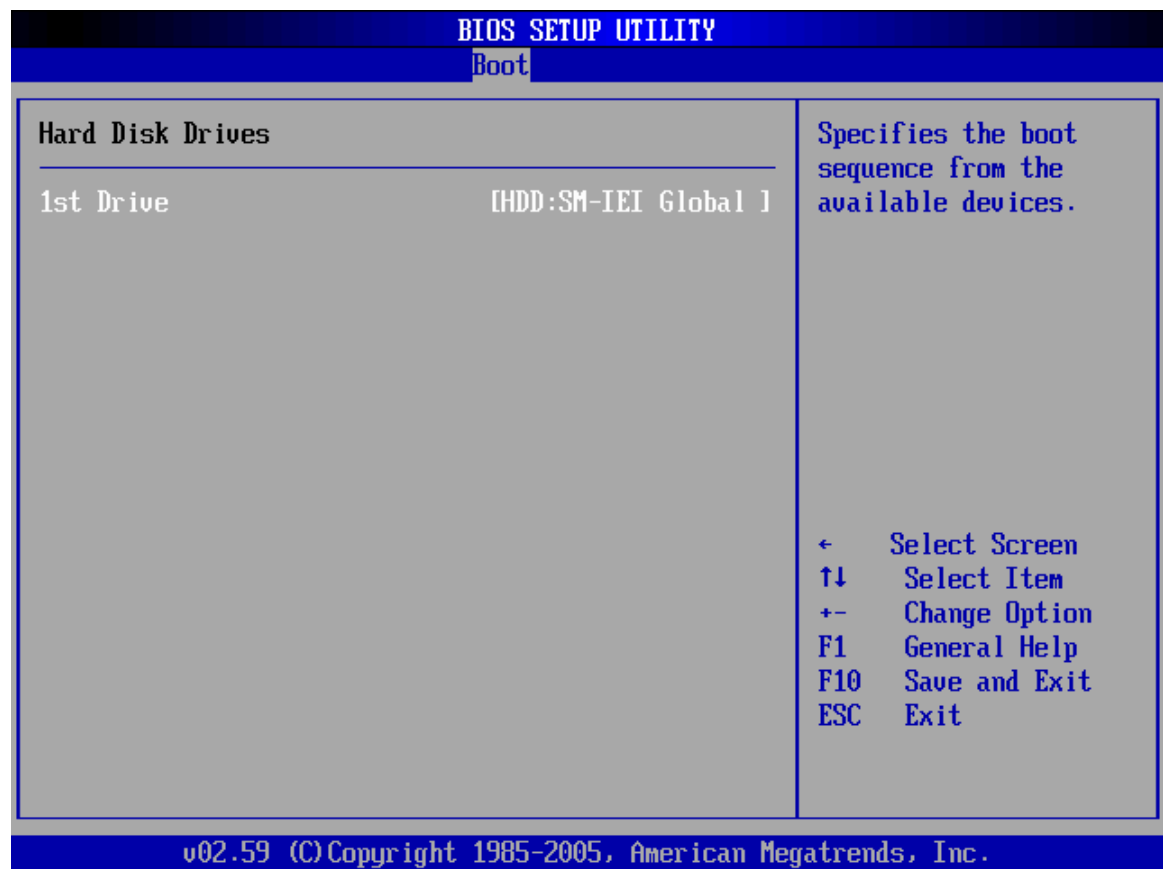 BIOS SETUP UTILITY
Boot
Hard Disk Drives
1st Drive [HDD:SM-IEI Global ]
Specifies the boot
sequence from the
available devices.
← Select Screen
↑↓ Select Item
+- Change Option
F1 General Help
F10 Save and Exit
ESC Exit
v02.59 (C)Copyright 1985-2005, American Megatrends, Inc.